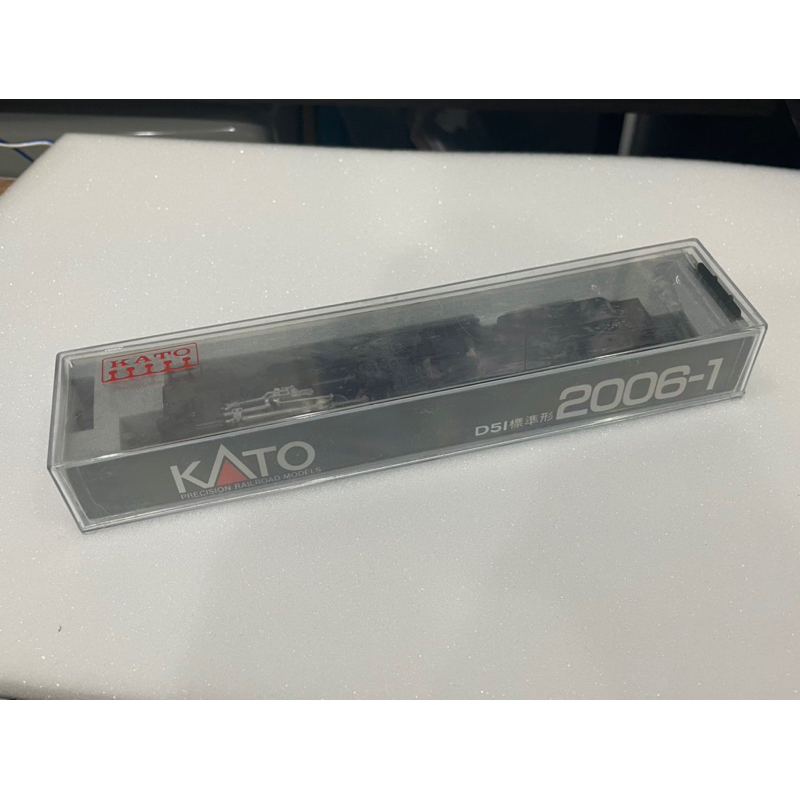 KATO
KATO
PRECISION RAILROAD MODELS
D51標準形 2006-1